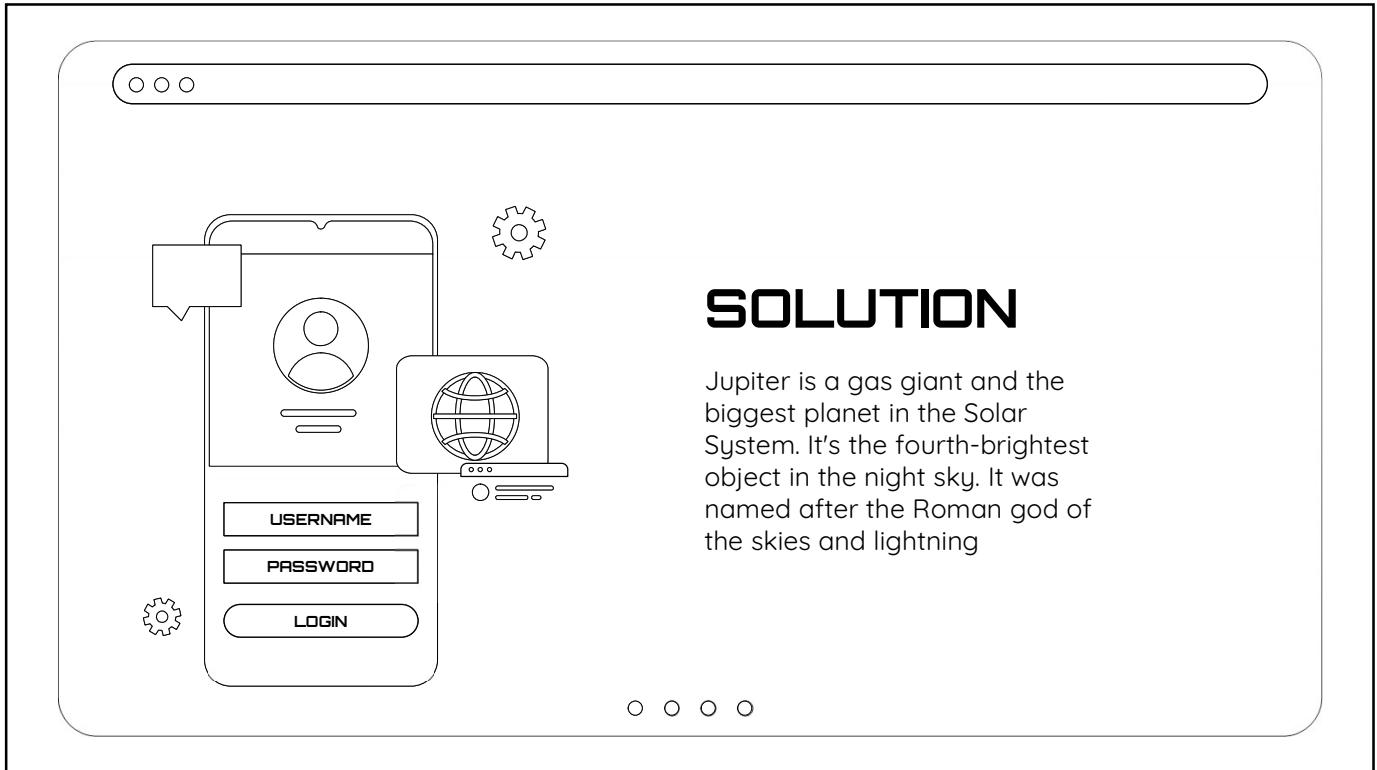 SOLUTION
Jupiter is a gas giant and the
biggest planet in the Solar
System. It's the fourth-brightest
object in the night sky. It was
named after the Roman god of
the skies and lightning
USERNAME
PASSWORD
LOGIN